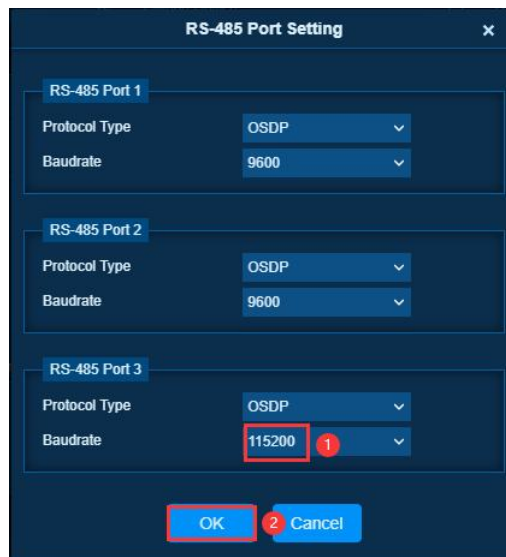 RS-485 Port Setting ×
RS-485 Port 1
Protocol Type OSDP
Baudrate 9600
RS-485 Port 2
Protocol Type OSDP
Baudrate 9600
RS-485 Port 3
Protocol Type OSDP
Baudrate 115200 1
OK 2 Cancel